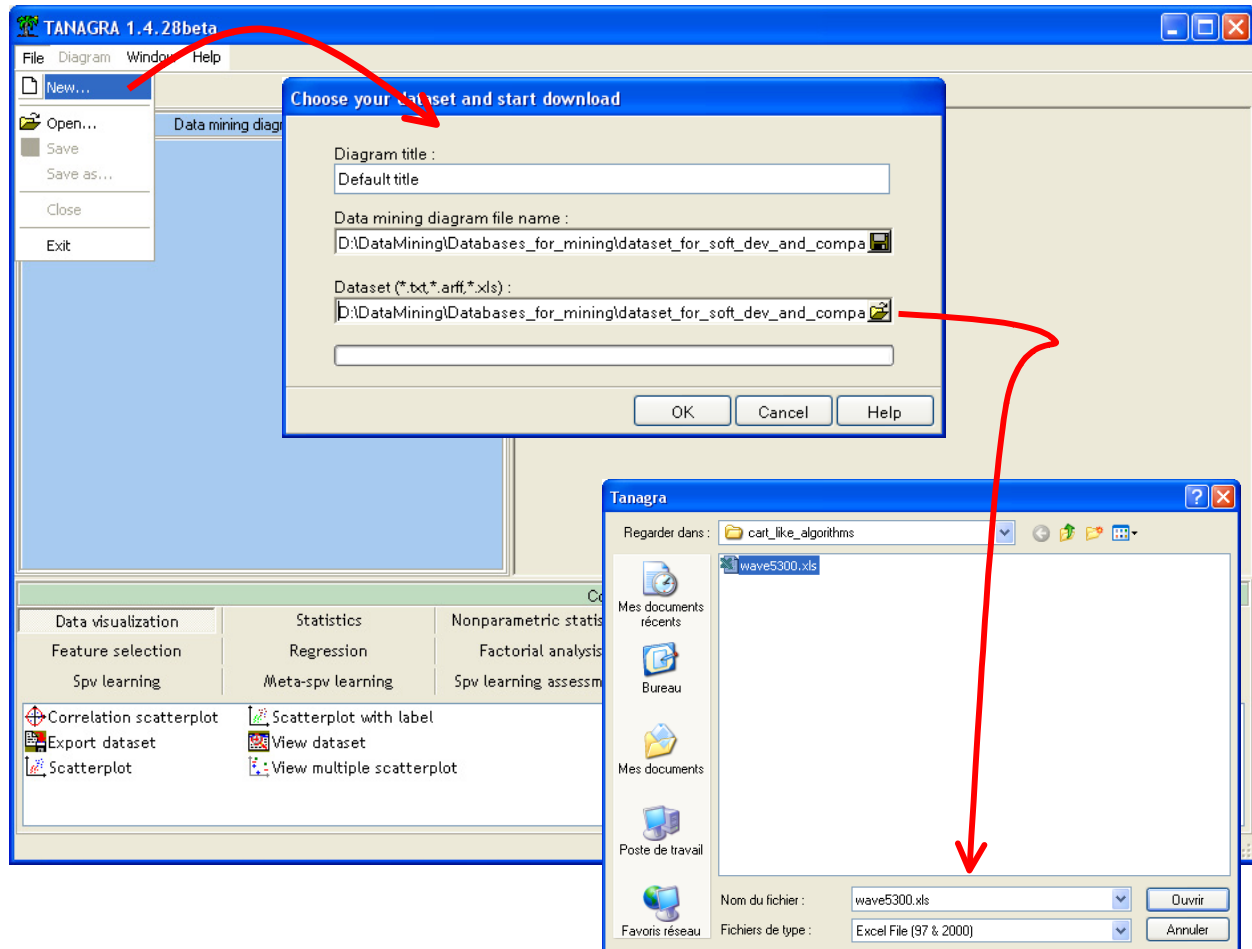 TANAGRA 1.4.28beta
File Diagram Window Help
New...
Open...
Save
Save as...
Close
Exit
Data mining diagr
Choose your dataset and start download
Diagram title :
Default title
Data mining diagram file name :
D:\DataMining\Databases_for_mining\dataset_for_soft_dev_and_compa
Dataset (*.txt,*.arff,*.xls) :
D:\DataMining\Databases_for_mining\dataset_for_soft_dev_and_compa
OK Cancel Help
Co
Data visualization Statistics Nonparametric statis
Feature selection Regression Factorial analysis
Spv learning Meta-spv learning Spv learning assessm
Correlation scatterplot Scatterplot with label
Export dataset View dataset
Scatterplot View multiple scatterplot
Tanagra
Regarder dans : cart_like_algorithms
wave5300.xls
Mes documents
récents
Bureau
Mes documents
Poste de travail
Favoris réseau
Nom du fichier : wave5300.xls Ouvrir
Fichiers de type : Excel File (97 & 2000) Annuler